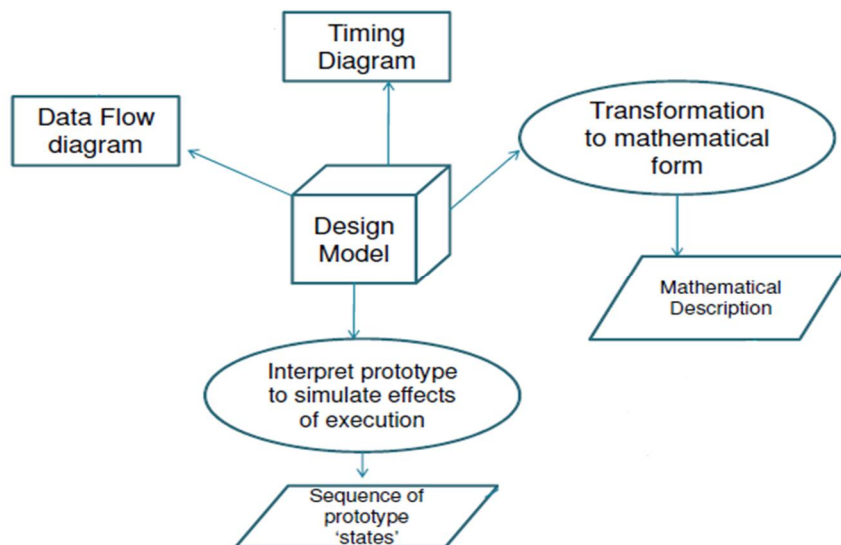 Timing
Diagram
Data Flow
diagram
Transformation
to mathematical
form
Design
Model
Mathematical
Description
Interpret prototype
to simulate effects
of execution
Sequence of
prototype
‘states’